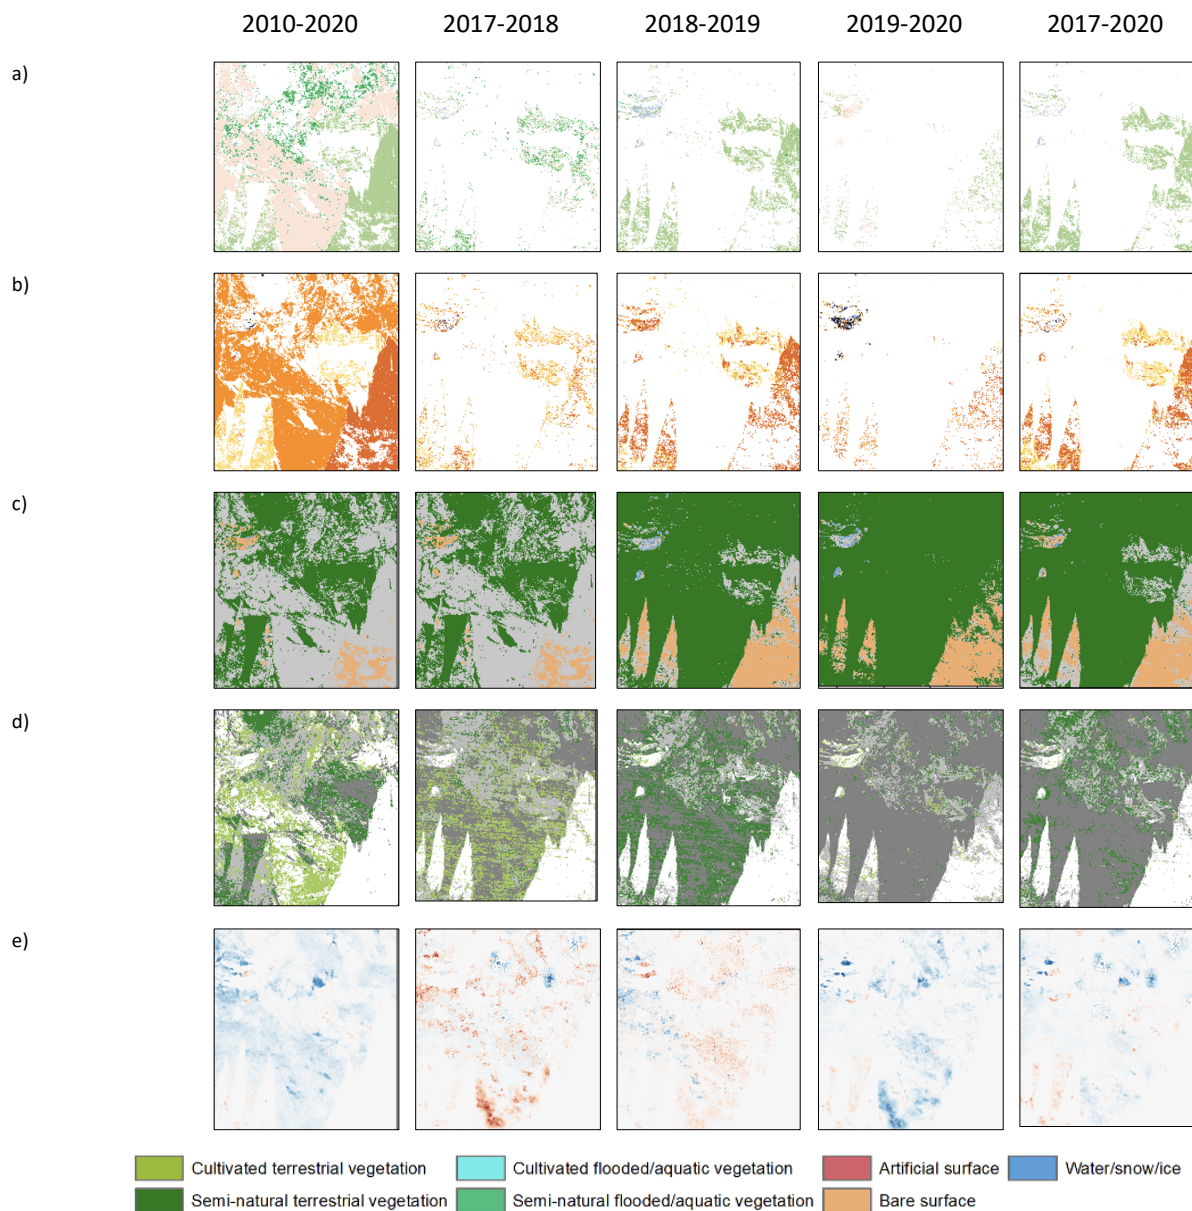 2010-2020 2017-2018 2018-2019 2019-2020 2017-2020
a)
b)
c)
d)
e)
Cultivated terrestrial vegetation Cultivated flooded/aquatic vegetation Artificial surface Water/snow/ice
Semi-natural terrestrial vegetation Semi-natural flooded/aquatic vegetation Bare surface